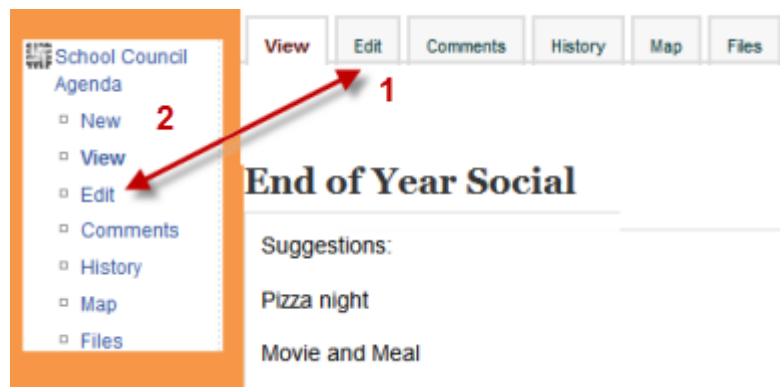 School Council
Agenda
New
View
Edit
Comments
History
Map
Files
2
View Edit Comments History Map Files
1
End of Year Social
Suggestions:
Pizza night
Movie and Meal